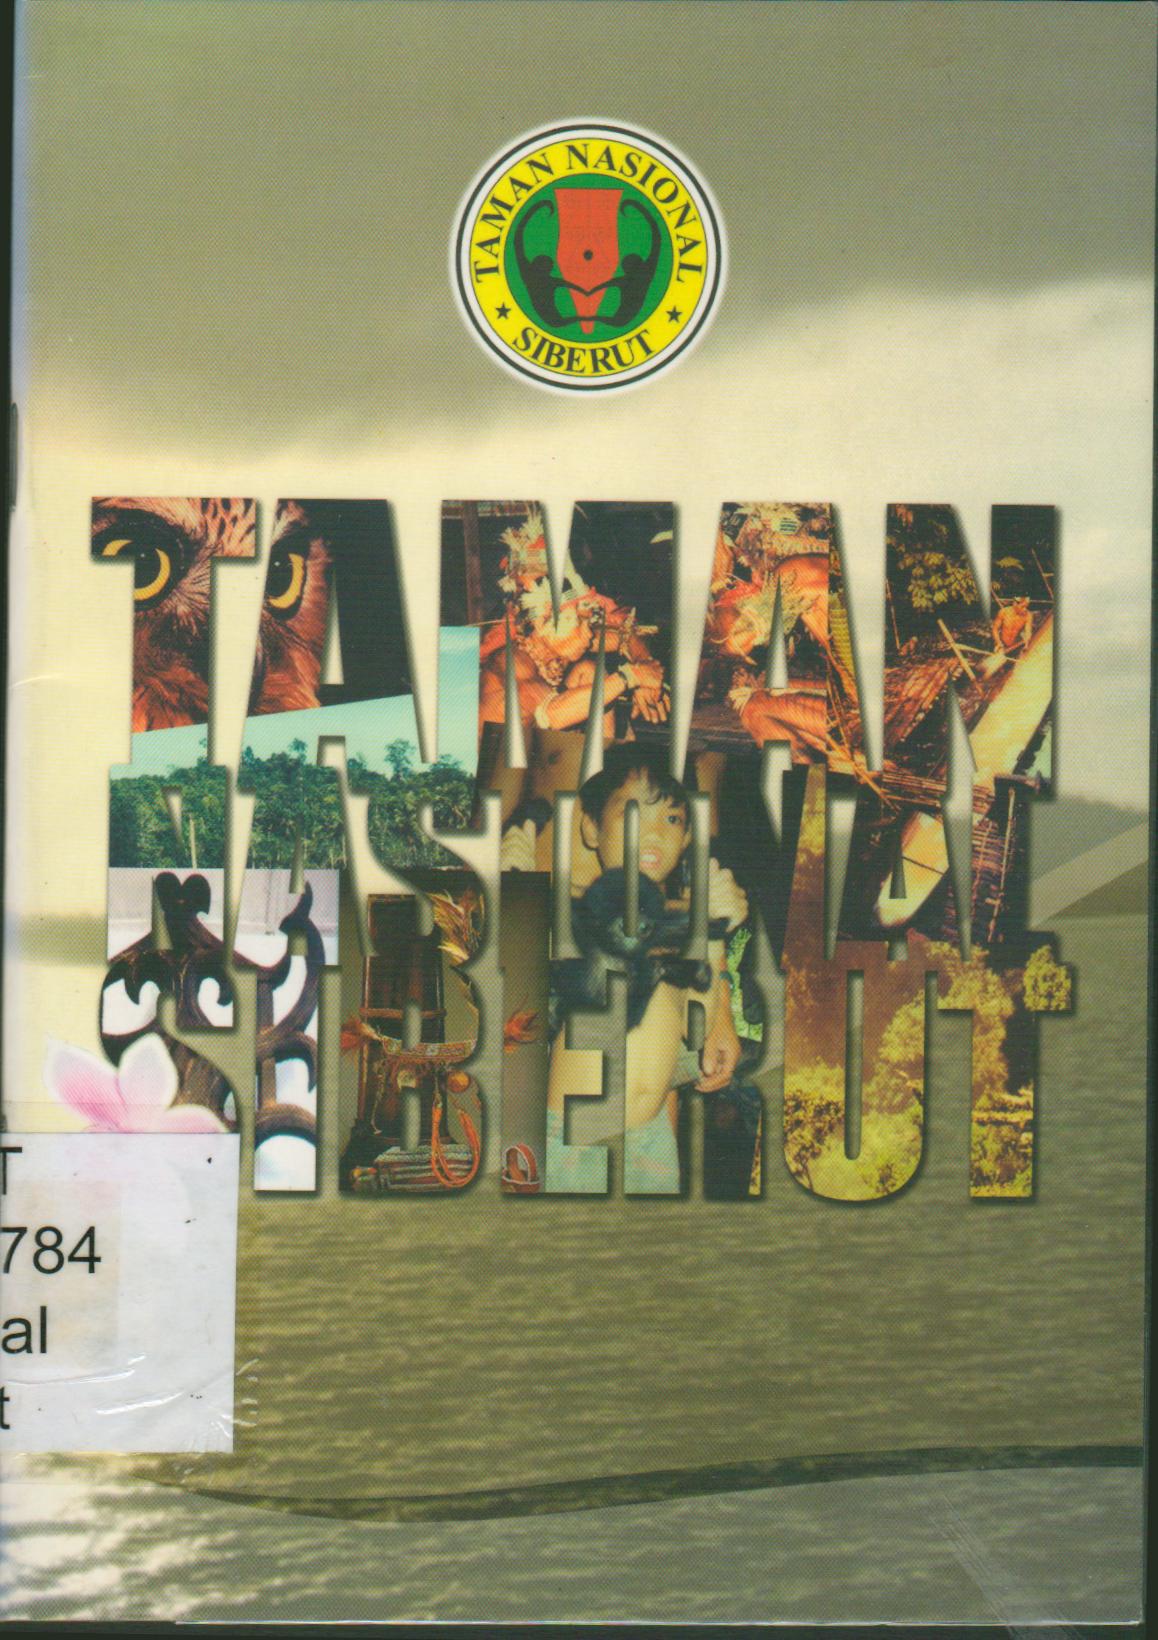 TAMAN NASIONAL
SIBERUT
TAMAN
NASIONAL
SIBERUT
T
784
al
t